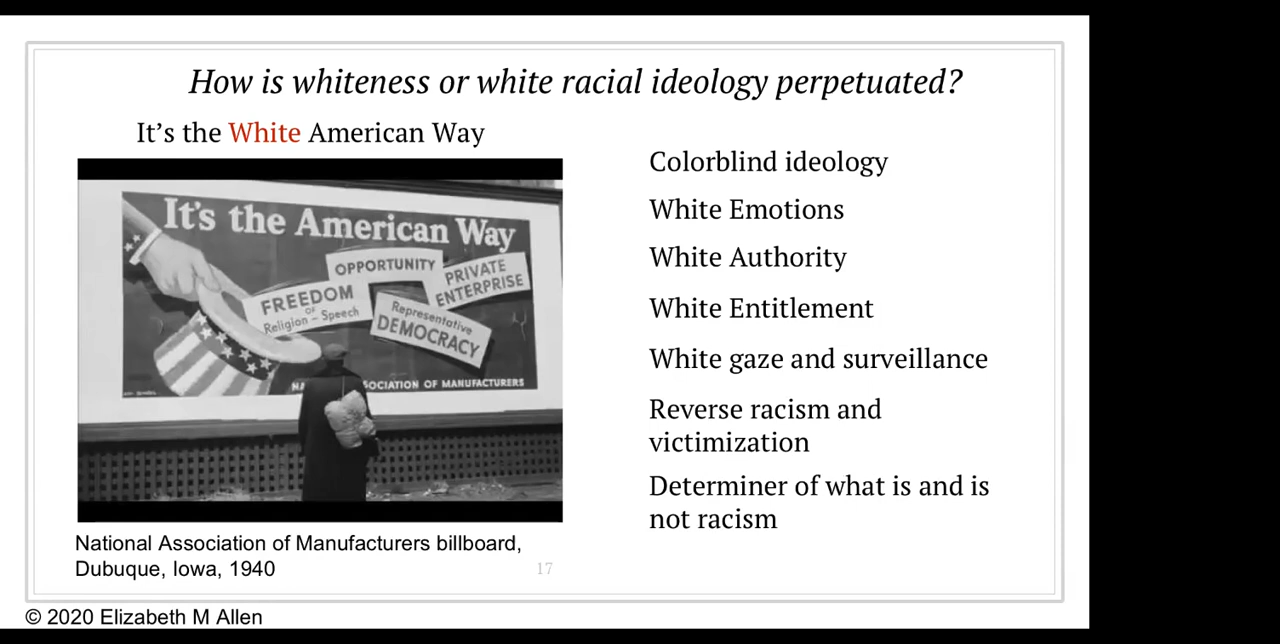 How is whiteness or white racial ideology perpetuated?
It’s the White American Way
It's the American Way
OPPORTUNITY
PRIVATE
ENTERPRISE
FREEDOM
OF
Religion – Speech
Representative
DEMOCRACY
NA
SOCIATION OF MANUFACTURERS
National Association of Manufacturers billboard,
Dubuque, Iowa, 1940
17
Colorblind ideology
White Emotions
White Authority
White Entitlement
White gaze and surveillance
Reverse racism and
victimization
Determiner of what is and is
not racism
© 2020 Elizabeth M Allen